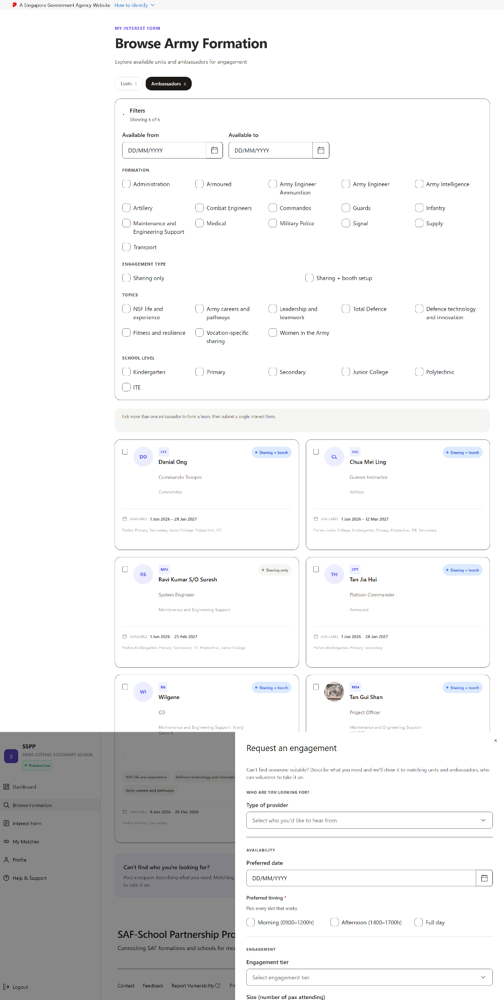 A Singapore Government Agency Website How to identify
MY INTEREST FORM
Browse Army Formation
Explore available units and ambassadors for engagement
Units 5 Ambassadors 6
Filters
Showing 6 of 6
Available from Available to
DD/MM/YYYY DD/MM/YYYY
FORMATION
Administration
Armoured
Army Engineer
Ammunition
Army Engineer
Army Intelligence
Artillery
Combat Engineers
Commandos
Guards
Infantry
Maintenance and
Engineering Support
Medical
Military Police
Signal
Supply
Transport
ENGAGEMENT TYPE
Sharing only
Sharing + booth setup
TOPICS
NSF life and
experience
Army careers and
pathways
Leadership and
teamwork
Total Defence
Defence technology
and innovation
Fitness and resilience
Vocation-specific
sharing
Women in the Army
SCHOOL LEVEL
Kindergarten
Primary
Secondary
Junior College
Polytechnic
ITE
Tick more than one ambassador to form a team, then submit a single interest form.
DO
CFC
Sharing + booth
Danial Ong
Commando Trooper
Commandos
AVAILABLE 1 Jun 2026 – 28 Jan 2027
Prefers Primary, Secondary, Junior College, Polytechnic, ITE
CL
SSG
Sharing + booth
Chua Mei Ling
Gunner Instructor
Artillery
AVAILABLE 1 Jun 2026 – 12 Mar 2027
Prefers Junior College, Kindergarten, Primary, Polytechnic, ITE, Secondary
RS
ME4
Sharing only
Ravi Kumar S/O Suresh
System Engineer
Maintenance and Engineering Support
AVAILABLE 1 Jun 2026 – 25 Feb 2027
Prefers Kindergarten, Primary, Secondary, ITE, Polytechnic, Junior College
TH
CPT
Sharing + booth
Tan Jia Hui
Platoon Commander
Armoured
AVAILABLE 1 Jun 2026 – 28 Jan 2027
Prefers Kindergarten, Primary, Secondary
WI
BG
Sharing + booth
Wilgene
CO
Maintenance and Engineering Support · Kranji
Camp 3
ME4
Sharing + booth
Tan Gui Shan
Project Officer
Maintenance and Engineering Support ·
S
SSPP
SWISS COTTAGE SECONDARY SCHOOL
Firestore Live
Dashboard
Browse Formation
Interest Form
My Matches
Profile
Help & Support
Logout
-
NSF life and experience
Defence technology and innovatio
Army careers and pathways
AVAILABLE 8 Jun 2026 – 26 Dec 2026
Prefers Primary, Secondary
Can't find who you're looking for?
Post a request describing what you need. Matching
to take it on.
SAF-School Partnership Pro
Connecting SAF formations and schools for mea
Contact Feedback Report Vulnerability Pri
Request an engagement
Can't find someone suitable? Describe what you need and we'll show it to matching units and ambassadors, who
can volunteer to take it on.
WHO ARE YOU LOOKING FOR?
Type of provider
Select who you'd like to hear from
AVAILABILITY
Preferred date
DD/MM/YYYY
Preferred timing *
Pick every slot that works.
Morning (0900–1200h)
Afternoon (1400–1700h)
Full day
ENGAGEMENT
Engagement tier
Select engagement tier
Size (number of pax attending)